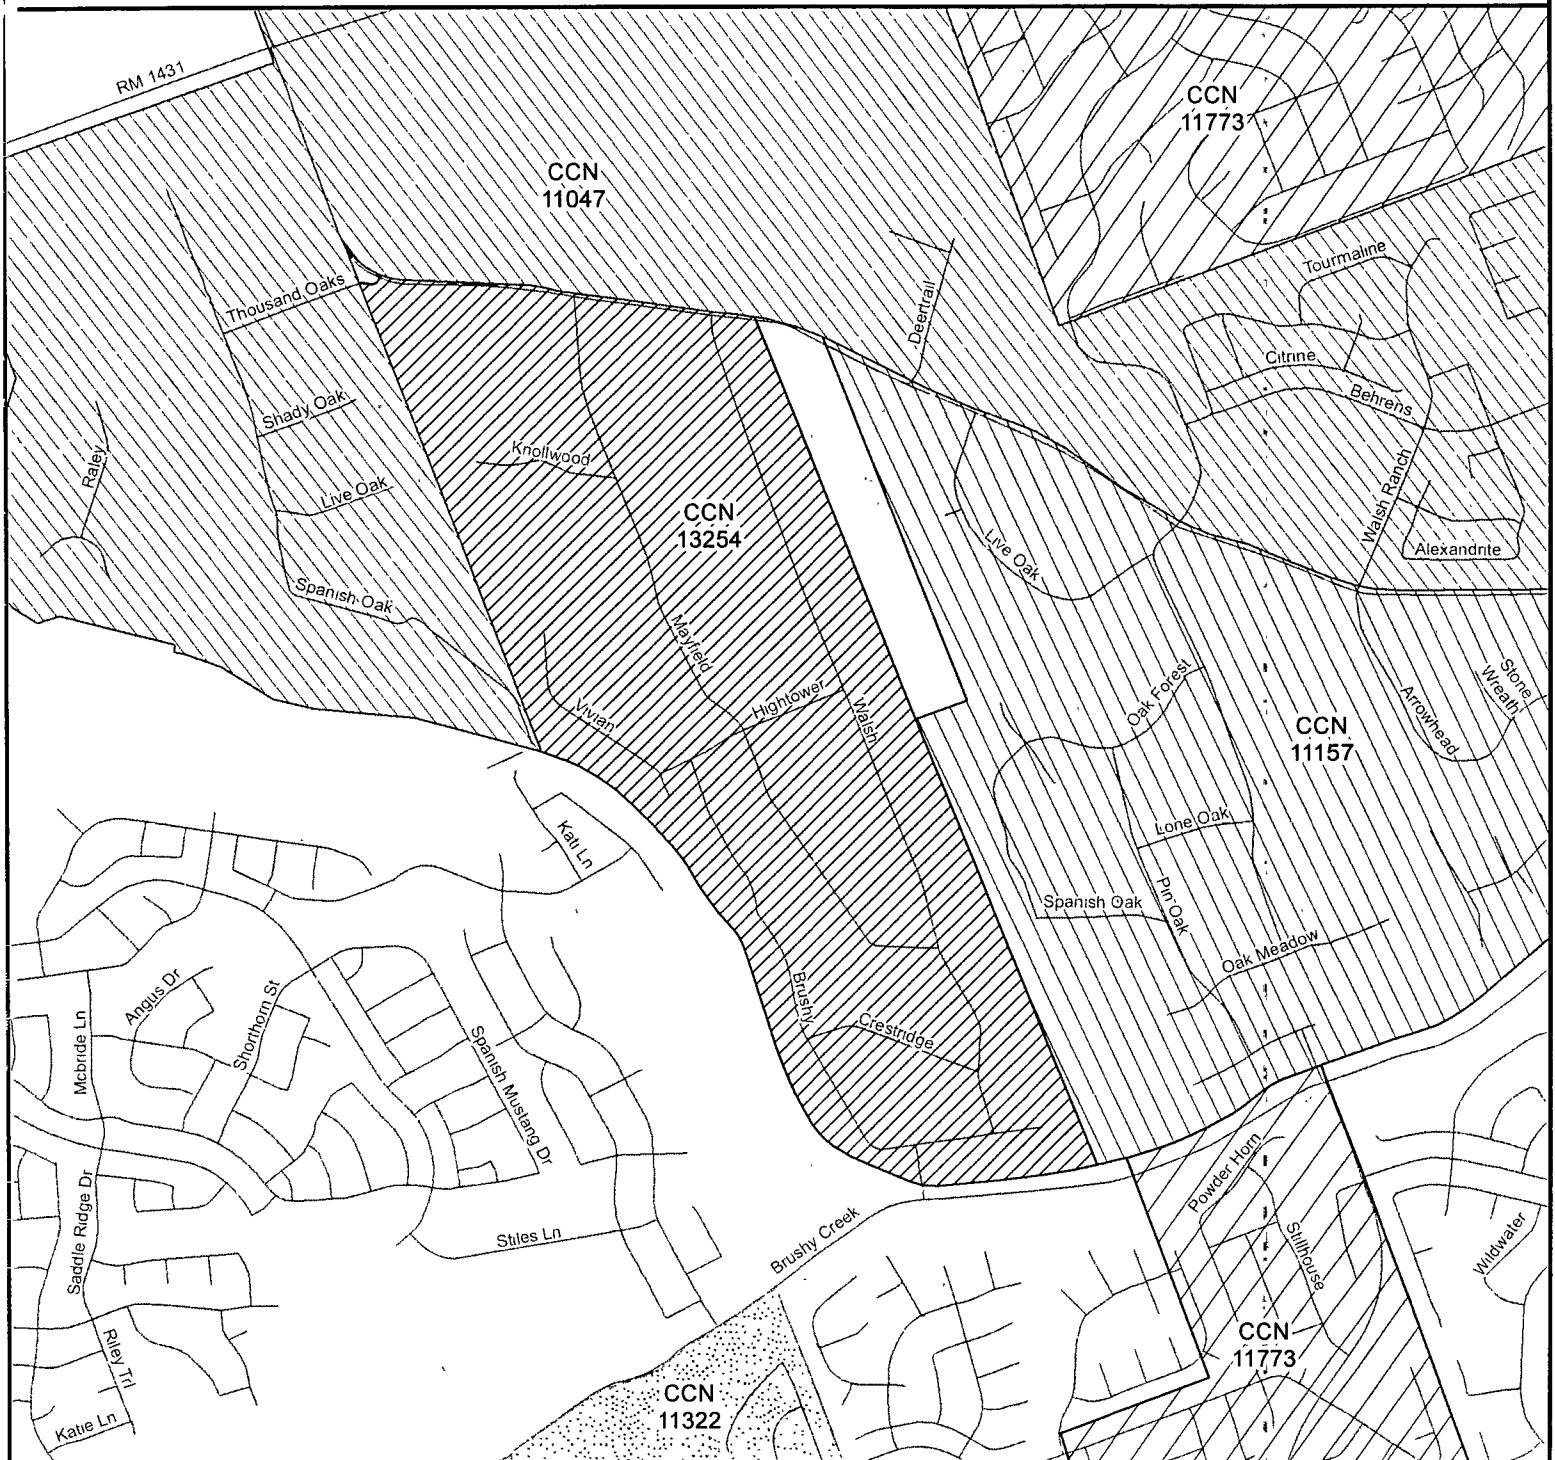 RM 1431
CCN
11773
CCN
11047
Tourmaline
Thousand Oaks
Deertrail
Citrine
Behrens
Shady Oak
Raley
Knollwood
Live Oak
Walsh Ranch
CCN
13254
Live Oak
Alexandrite
Spanish Oak
Mayfield
Oak Forest
Stone
Wreath
Hightower
Vivian
Walsh
Arrowhead
CCN
11157
Lone Oak
Kati Ln
Spanish Oak
Pin Oak
Oak Meadow
Angus Dr
Shorthorn St
Brushy
Crestridge
Mcbride Ln
Spanish Mustang Dr
Powder Horn
Saddle Ridge Dr
Stiles Ln
Brushy Creek
Stillhouse
Wildwater
Riley Trl
CCN
11773
CCN
11322
Katie Ln